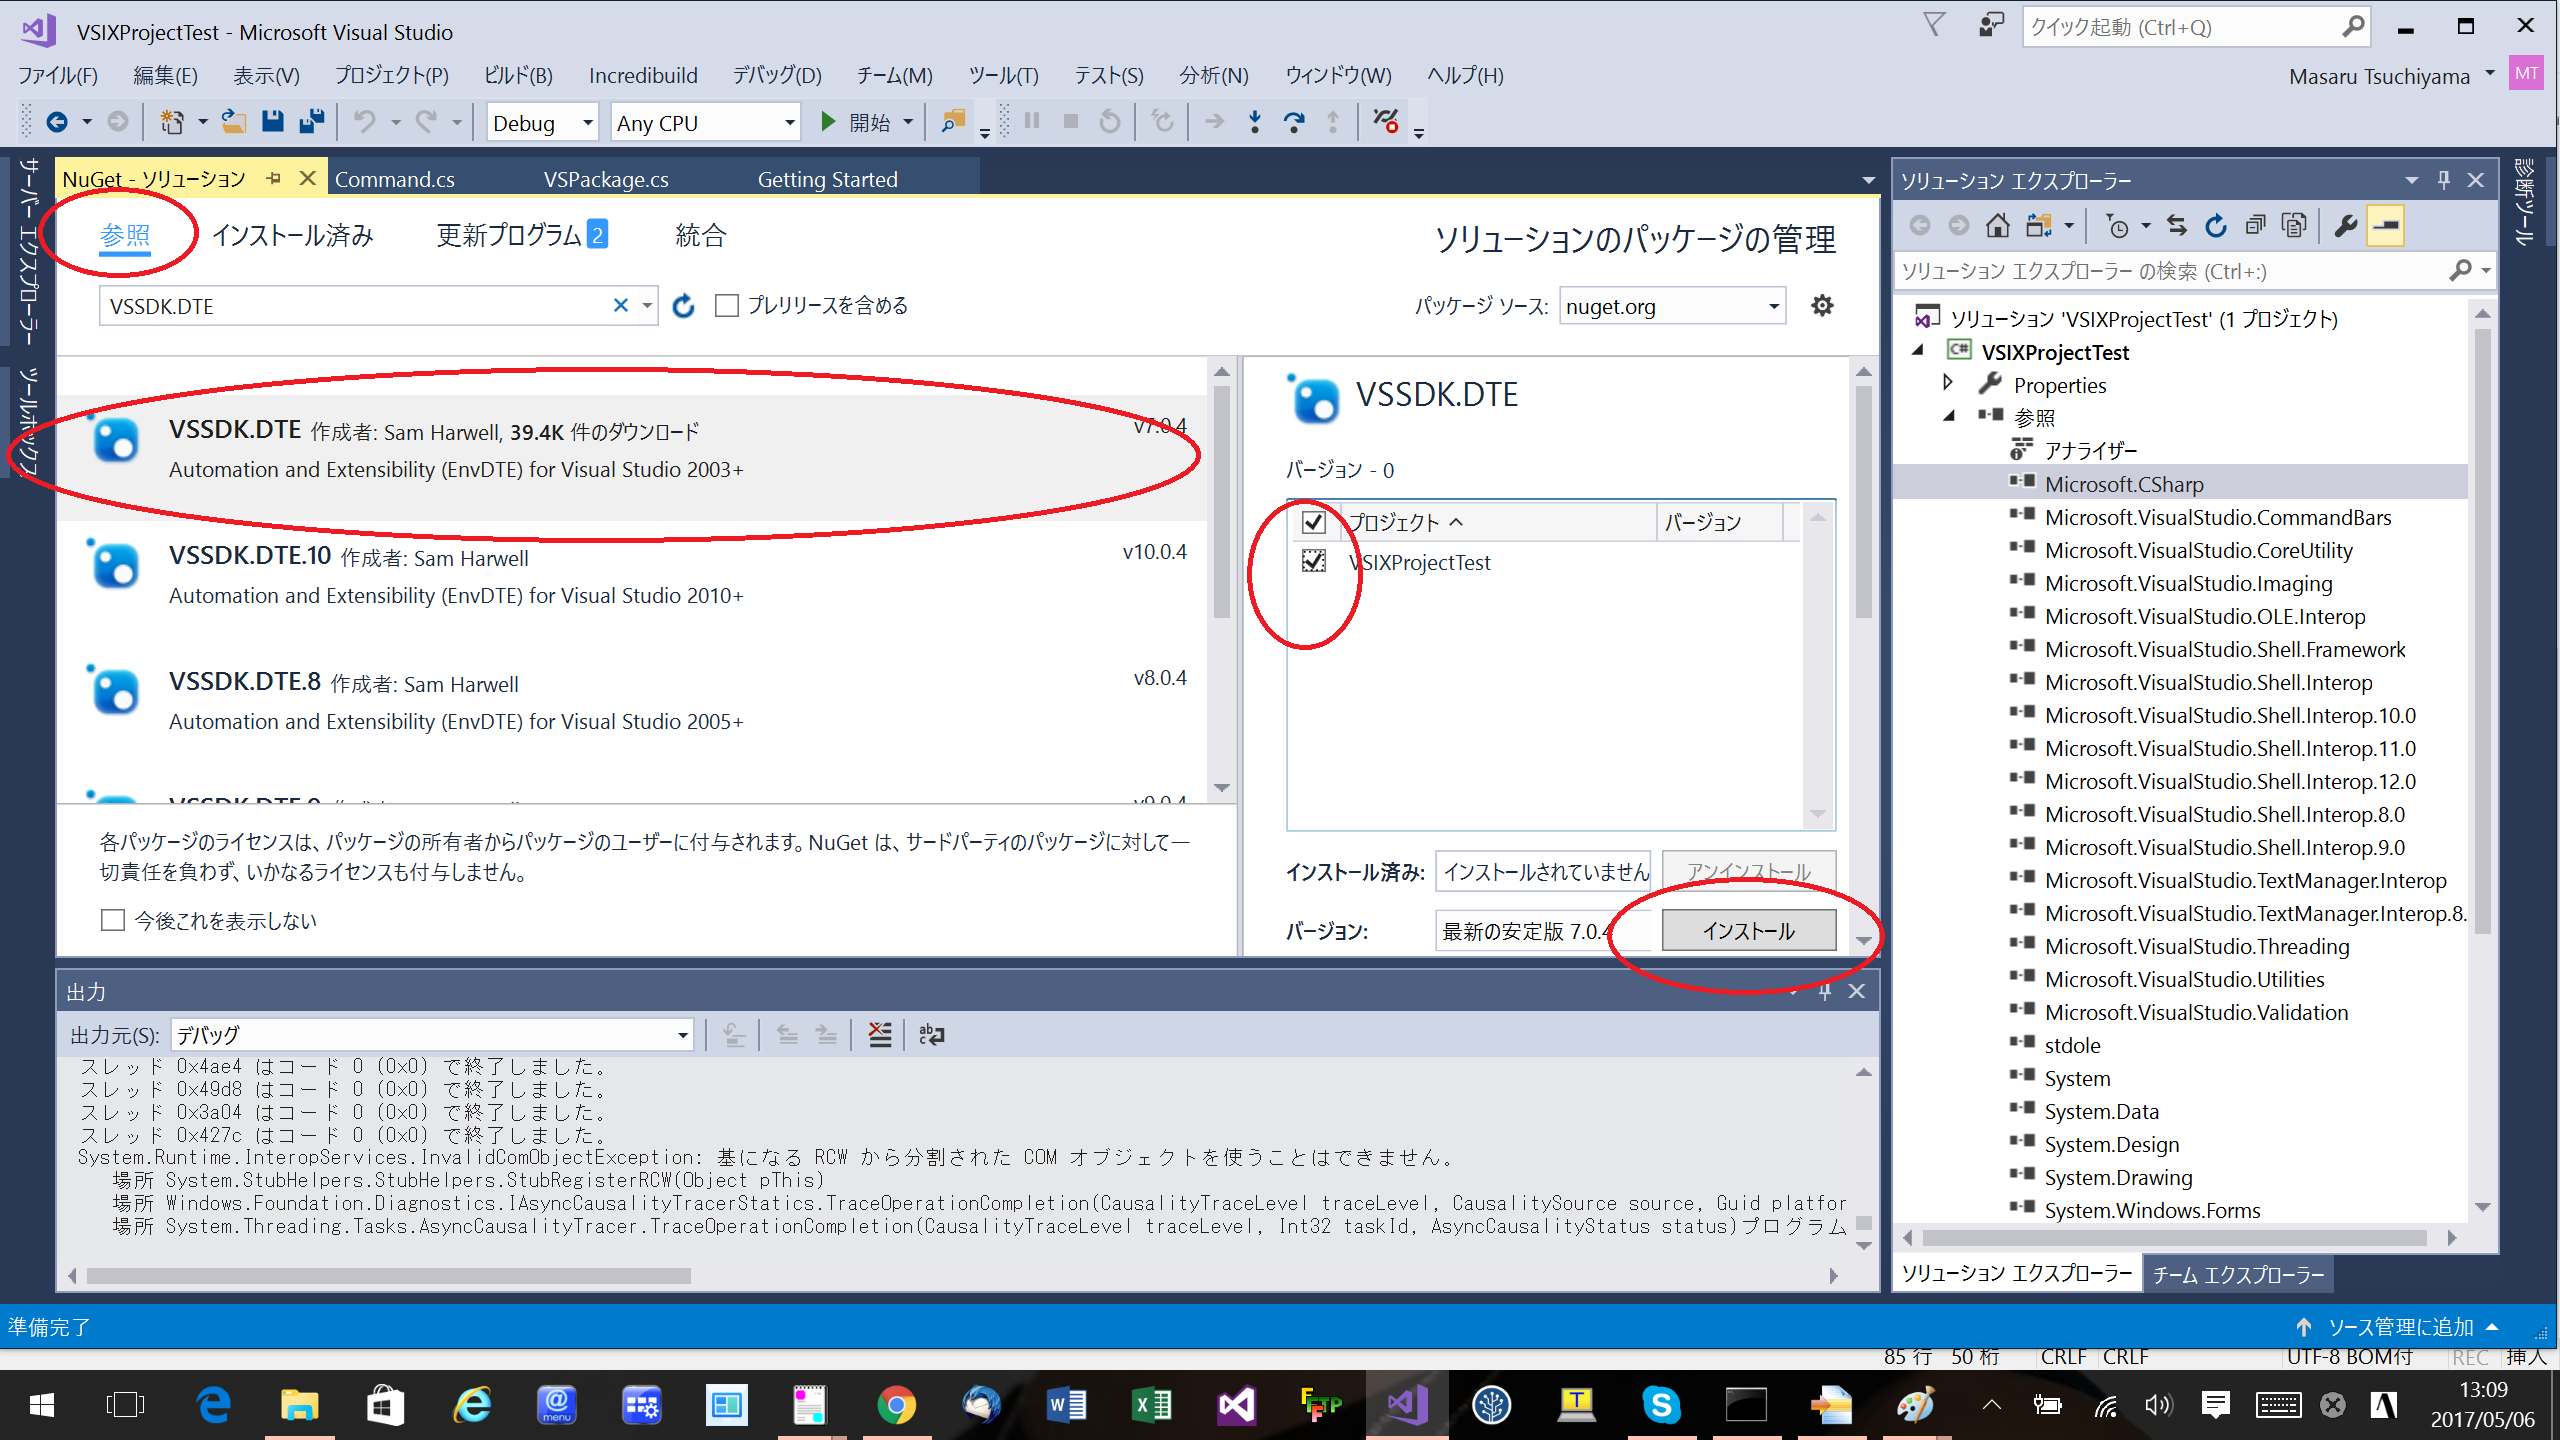 VSIXProjectTest - Microsoft Visual Studio
クイック起動 (Ctrl+Q)
ファイル(F) 編集(E) 表示(V) プロジェクト(P) ビルド(B) Incredibuild デバッグ(D) チーム(M) ツール(T) テスト(S) 分析(N) ウィンドウ(W) ヘルプ(H)
Masaru Tsuchiyama MT
Debug Any CPU 開始
サーバー エクスプローラー
ツールボックス
NuGet - ソリューション Command.cs VSPackage.cs Getting Started
参照 インストール済み 更新プログラム 2 統合
ソリューションのパッケージの管理
VSSDK.DTE
プレリリースを含める
パッケージ ソース: nuget.org
VSSDK.DTE 作成者: Sam Harwell, 39.4K 件のダウンロード v7.0.4
Automation and Extensibility (EnvDTE) for Visual Studio 2003+
VSSDK.DTE.10 作成者: Sam Harwell v10.0.4
Automation and Extensibility (EnvDTE) for Visual Studio 2010+
VSSDK.DTE.8 作成者: Sam Harwell v8.0.4
Automation and Extensibility (EnvDTE) for Visual Studio 2005+
各パッケージのライセンスは、パッケージの所有者からパッケージのユーザーに付与されます。NuGet は、サードパーティのパッケージに対して一
切責任を負わず、いかなるライセンスも付与しません。
今後これを表示しない
VSSDK.DTE
バージョン - 0
プロジェクト バージョン
VSIXProjectTest
インストール済み: インストールされていません アンインストール
バージョン: 最新の安定版 7.0.4 インストール
出力
出力元(S): デバッグ
スレッド 0x4ae4 はコード 0 (0x0) で終了しました。
スレッド 0x49d8 はコード 0 (0x0) で終了しました。
スレッド 0x3a04 はコード 0 (0x0) で終了しました。
スレッド 0x427c はコード 0 (0x0) で終了しました。
System.Runtime.InteropServices.InvalidComObjectException: 基になる RCW から分割された COM オブジェクトを使うことはできません。
場所 System.StubHelpers.StubHelpers.StubRegisterRCW(Object pThis)
場所 Windows.Foundation.Diagnostics.IAsyncCausalityTracerStatics.TraceOperationCompletion(CausalityTraceLevel traceLevel, CausalitySource source, Guid platfor
場所 System.Threading.Tasks.AsyncCausalityTracer.TraceOperationCompletion(CausalityTraceLevel traceLevel, Int32 taskId, AsyncCausalityStatus status)プログラム
ソリューション エクスプローラー
ソリューション エクスプローラー の検索 (Ctrl+:)
ソリューション 'VSIXProjectTest' (1 プロジェクト)
C# VSIXProjectTest
Properties
参照
アナライザー
Microsoft.CSharp
Microsoft.VisualStudio.CommandBars
Microsoft.VisualStudio.CoreUtility
Microsoft.VisualStudio.Imaging
Microsoft.VisualStudio.OLE.Interop
Microsoft.VisualStudio.Shell.Framework
Microsoft.VisualStudio.Shell.Interop
Microsoft.VisualStudio.Shell.Interop.10.0
Microsoft.VisualStudio.Shell.Interop.11.0
Microsoft.VisualStudio.Shell.Interop.12.0
Microsoft.VisualStudio.Shell.Interop.8.0
Microsoft.VisualStudio.Shell.Interop.9.0
Microsoft.VisualStudio.TextManager.Interop
Microsoft.VisualStudio.TextManager.Interop.8.
Microsoft.VisualStudio.Threading
Microsoft.VisualStudio.Utilities
Microsoft.VisualStudio.Validation
stdole
System
System.Data
System.Design
System.Drawing
System.Windows.Forms
ソリューション エクスプローラー チーム エクスプローラー
診断ツール
準備完了
ソース管理に追加
85 行 50 桁 CRLF CRLF UTF-8 BOM付 REC 挿入
menu
FFFTP
13:09
2017/05/06